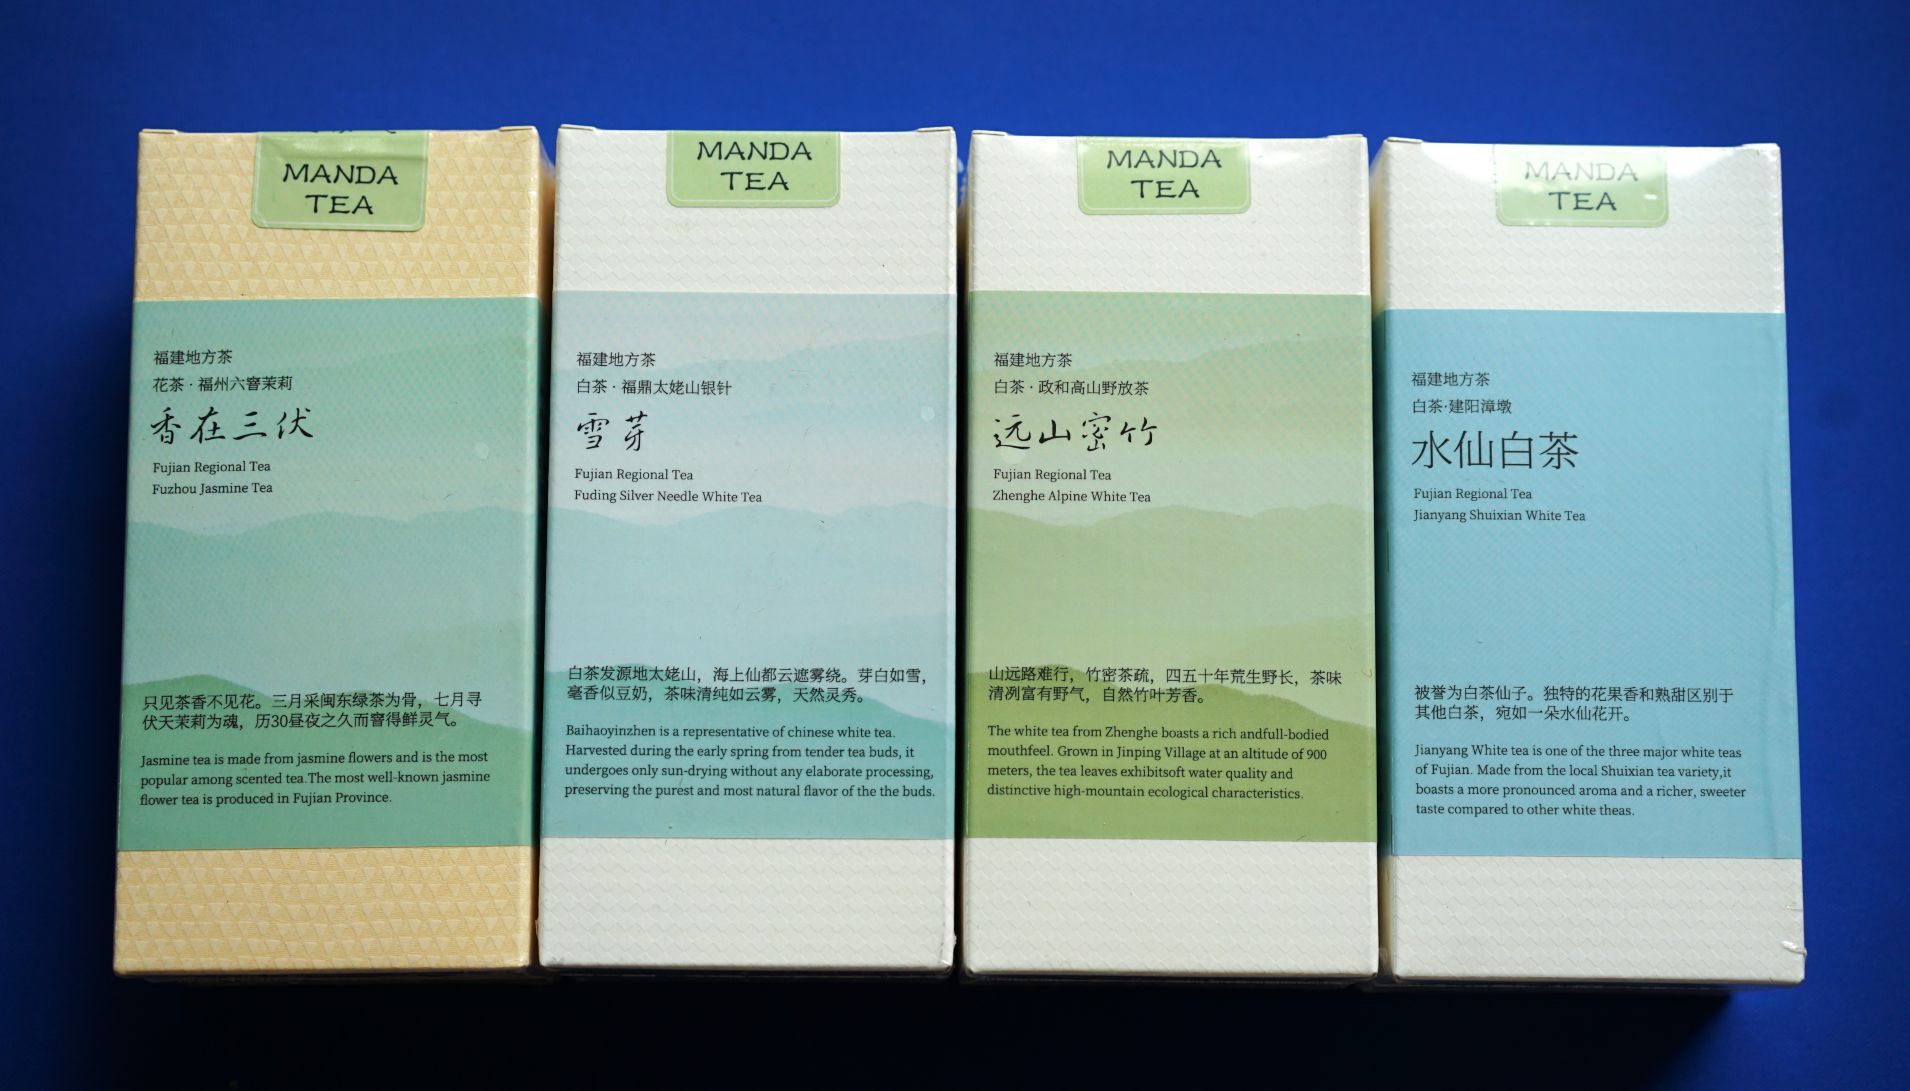 MANDA
TEA
福建地方茶
花茶·福州六窨茉莉
香在三伏
Fujian Regional Tea
Fuzhou Jasmine Tea
只见茶香不见花。三月采闽东绿茶为骨，七月寻
伏天茉莉为魂，历30昼夜之久而窨得鲜灵气。
Jasmine tea is made from jasmine flowers and is the most
popular among scented tea.The most well-known jasmine
flower tea is produced in Fujian Province.
MANDA
TEA
福建地方茶
白茶·福鼎太姥山银针
雪芽
Fujian Regional Tea
Fuding Silver Needle White Tea
白茶发源地太姥山，海上仙都云遮雾绕。芽白如雪，
毫香似豆奶，茶味清纯如云雾，天然灵秀。
Baihaoyinzhen is a representative of chinese white tea.
Harvested during the early spring from tender tea buds, it
undergoes only sun-drying without any elaborate processing,
preserving the purest and most natural flavor of the the buds.
MANDA
TEA
福建地方茶
白茶·政和高山野放茶
远山密竹
Fujian Regional Tea
Zhenghe Alpine White Tea
山远路难行，竹密茶疏，四五十年荒生野长，茶味
清冽富有野气，自然竹叶芳香。
The white tea from Zhenghe boasts a rich andfull-bodied
mouthfeel. Grown in Jinping Village at an altitude of 900
meters, the tea leaves exhibitsoft water quality and
distinctive high-mountain ecological characteristics.
MANDA
TEA
福建地方茶
白茶·建阳漳墩
水仙白茶
Fujian Regional Tea
Jianyang Shuixian White Tea
被誉为白茶仙子。独特的花果香和熟甜区别于
其他白茶，宛如一朵水仙花开。
Jianyang White tea is one of the three major white teas
of Fujian. Made from the local Shuixian tea variety,it
boasts a more pronounced aroma and a richer, sweeter
taste compared to other white theas.